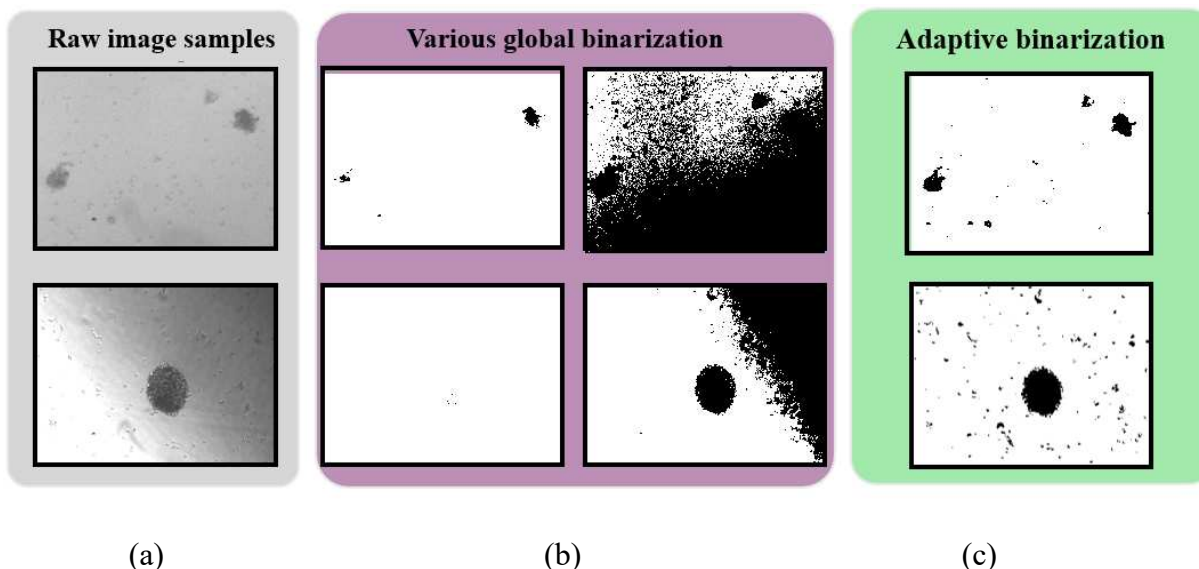 Raw image samples
Various global binarization
Adaptive binarization
(a)
(b)
(c)